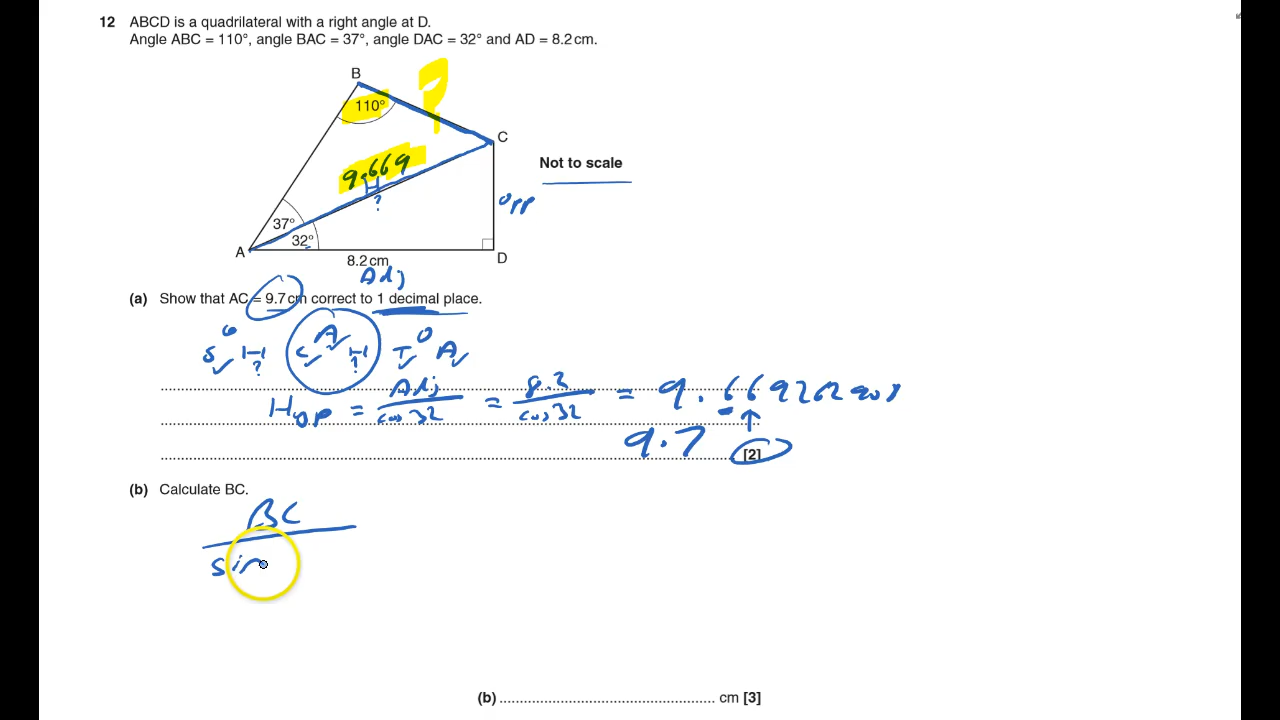 12 ABCD is a quadrilateral with a right angle at D.
Angle ABC = 110°, angle BAC = 37°, angle DAC = 32° and AD = 8.2 cm.
B
?
110°
C
9.669
Not to scale
H
?
opp
37°
32°
A
D
8.2 cm
Adj
(a) Show that AC = 9.7 cm correct to 1 decimal place.
S O H C A H T O A
? ?
Hyp = Adj / cos 32 = 8.2 / cos 32 = 9.669262908
9.7
[2]
(b) Calculate BC.
BC
sin
(b) cm [3]